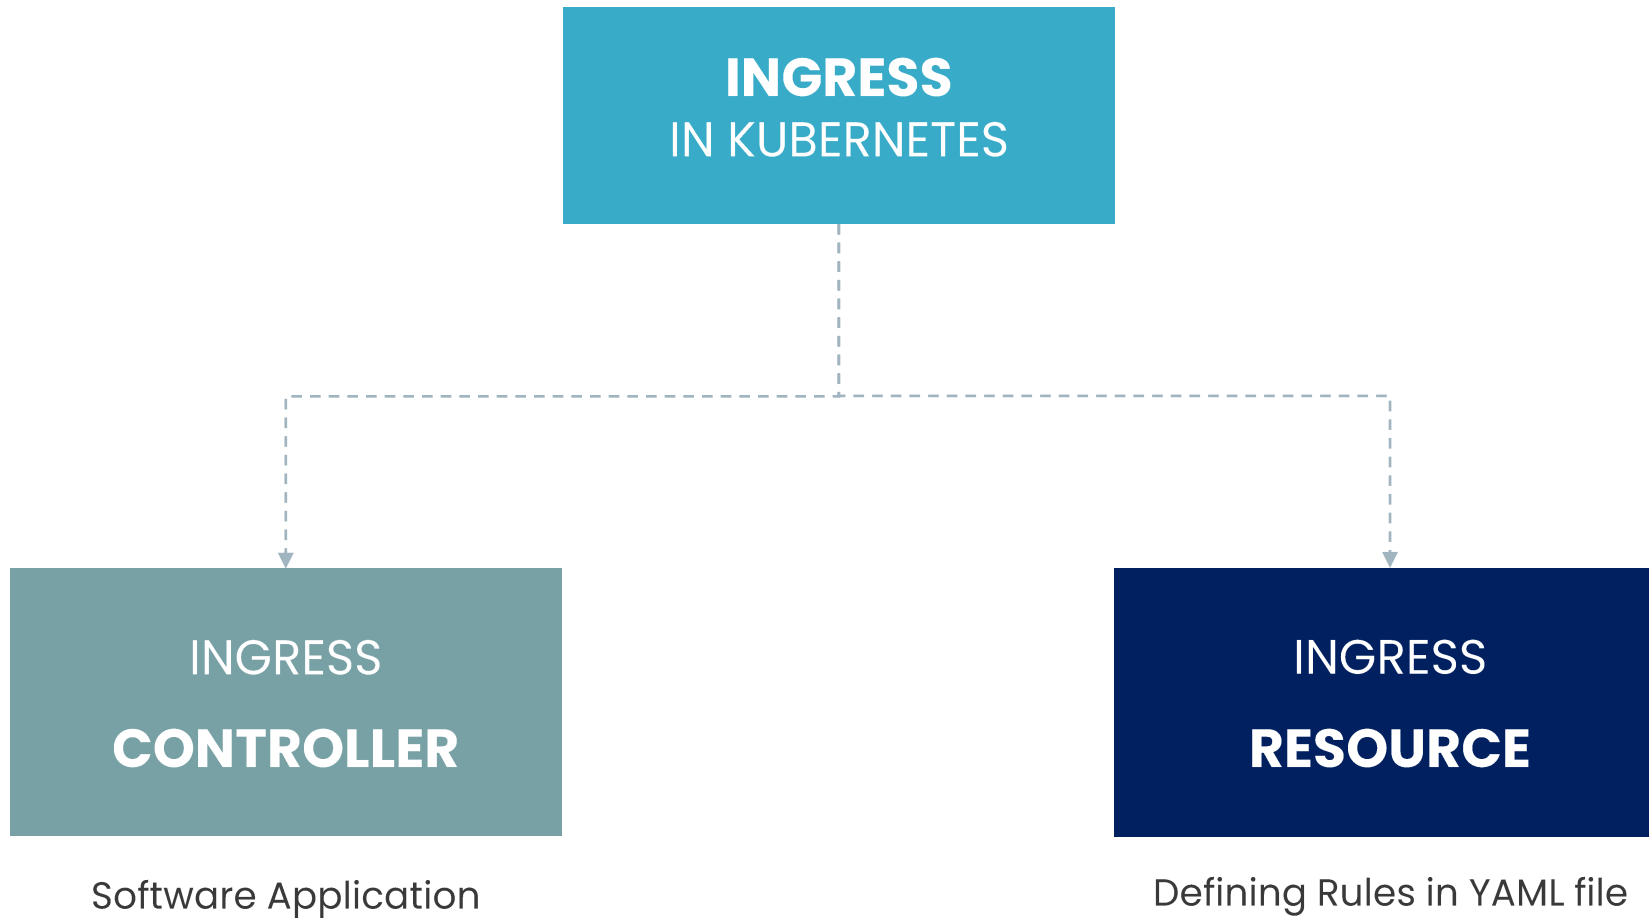 INGRESS
IN KUBERNETES
INGRESS
CONTROLLER
Software Application
INGRESS
RESOURCE
Defining Rules in YAML file